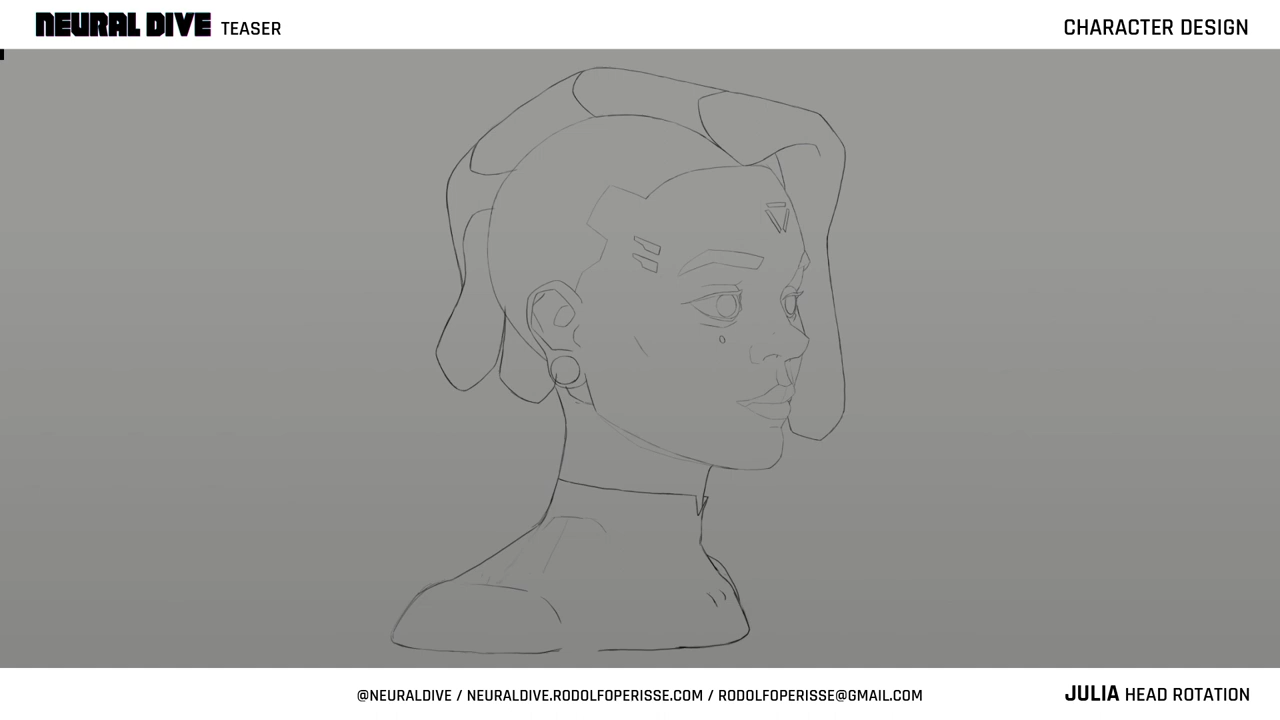 NEURAL DIVE TEASER
CHARACTER DESIGN
@NEURALDIVE / NEURALDIVE.RODOLFOPERISSE.COM / RODOLFOPERISSE@GMAIL.COM
JULIA HEAD ROTATION